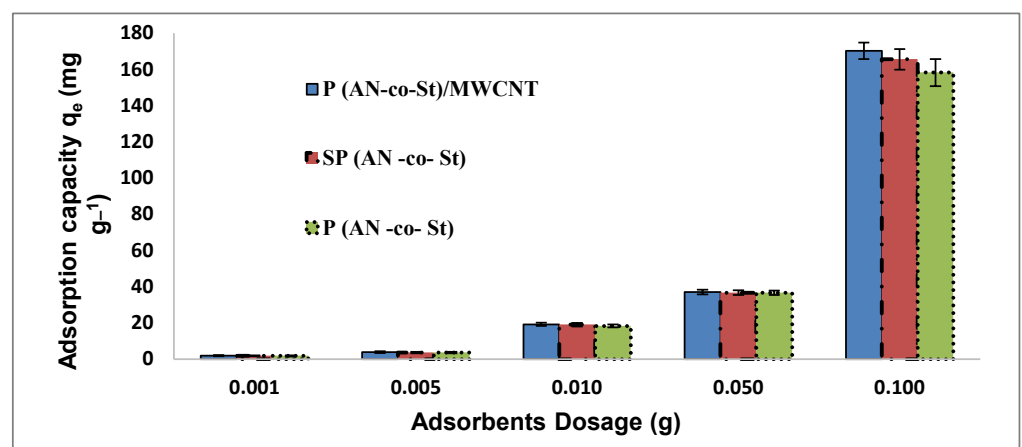 Adsorption capacity qₑ (mg
g⁻¹)
180
160
140
120
100
80
60
40
20
0
P (AN-co-St)/MWCNT
SP (AN -co- St)
P (AN -co- St)
0.001 0.005 0.010 0.050 0.100
Adsorbents Dosage (g)